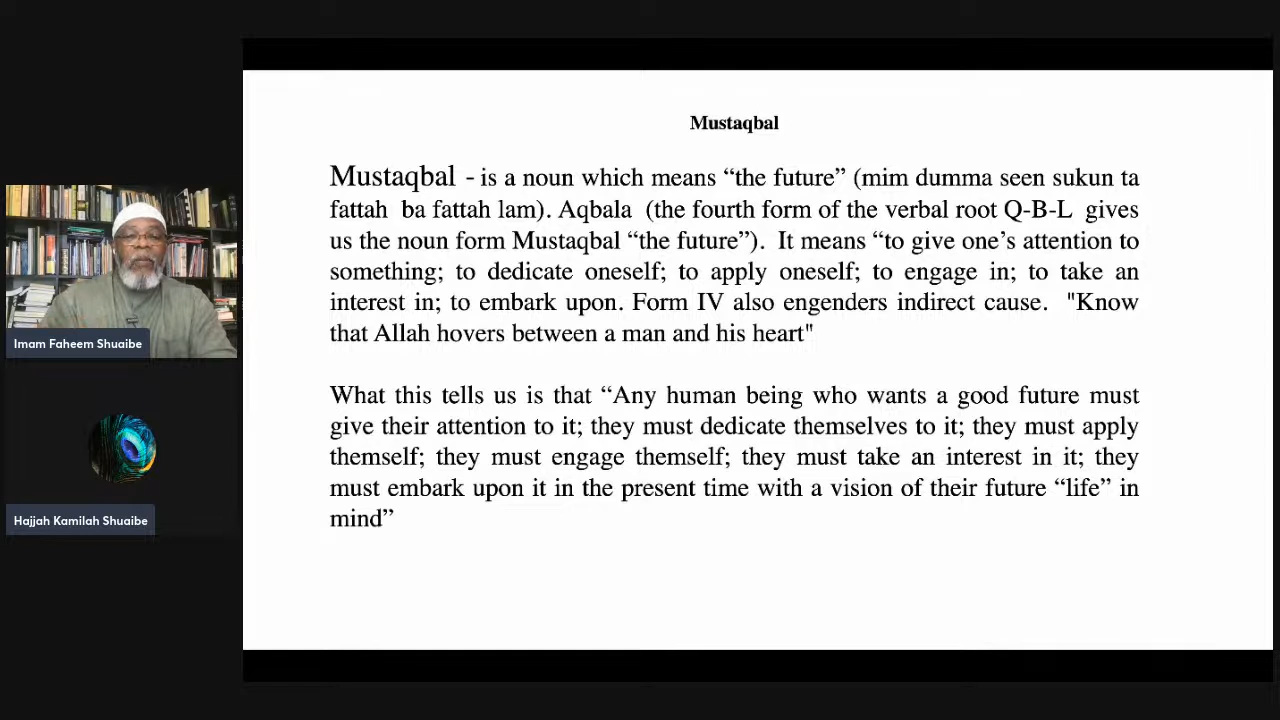 Mustaqbal
Mustaqbal - is a noun which means “the future” (mim dumma seen sukun ta
fattah ba fattah lam). Aqbala (the fourth form of the verbal root Q-B-L gives
us the noun form Mustaqbal “the future”). It means “to give one’s attention to
something; to dedicate oneself; to apply oneself; to engage in; to take an
interest in; to embark upon. Form IV also engenders indirect cause. "Know
that Allah hovers between a man and his heart"
What this tells us is that “Any human being who wants a good future must
give their attention to it; they must dedicate themselves to it; they must apply
themself; they must engage themself; they must take an interest in it; they
must embark upon it in the present time with a vision of their future “life” in
mind”
Imam Faheem Shuaibe
Hajjah Kamilah Shuaibe